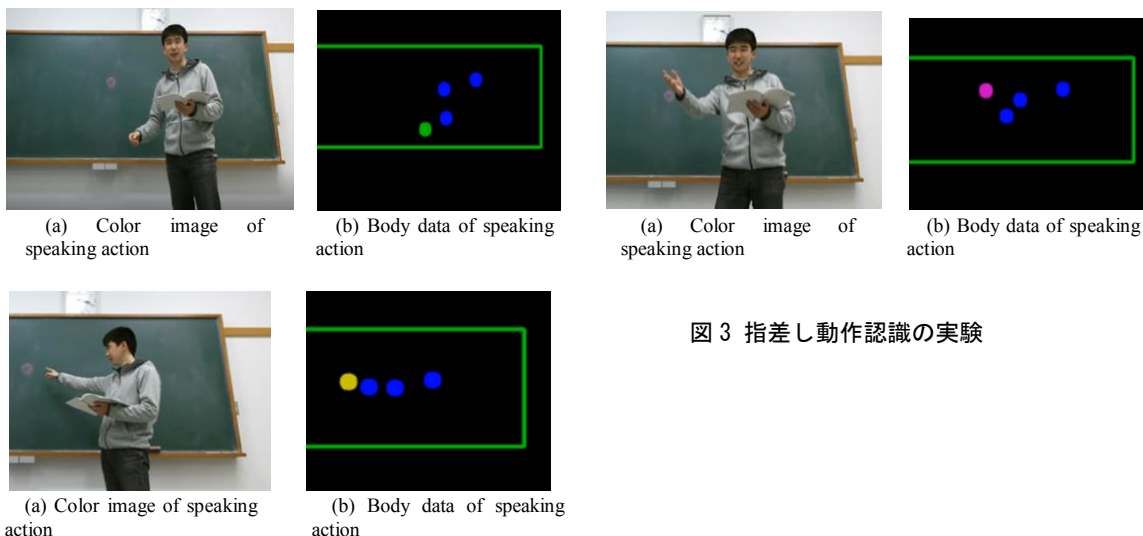 (a) Color image of
speaking action
(b) Body data of speaking
action
(a) Color image of
speaking action
(b) Body data of speaking
action
図 3 指差し動作認識の実験
(a) Color image of speaking
action
(b) Body data of speaking
action